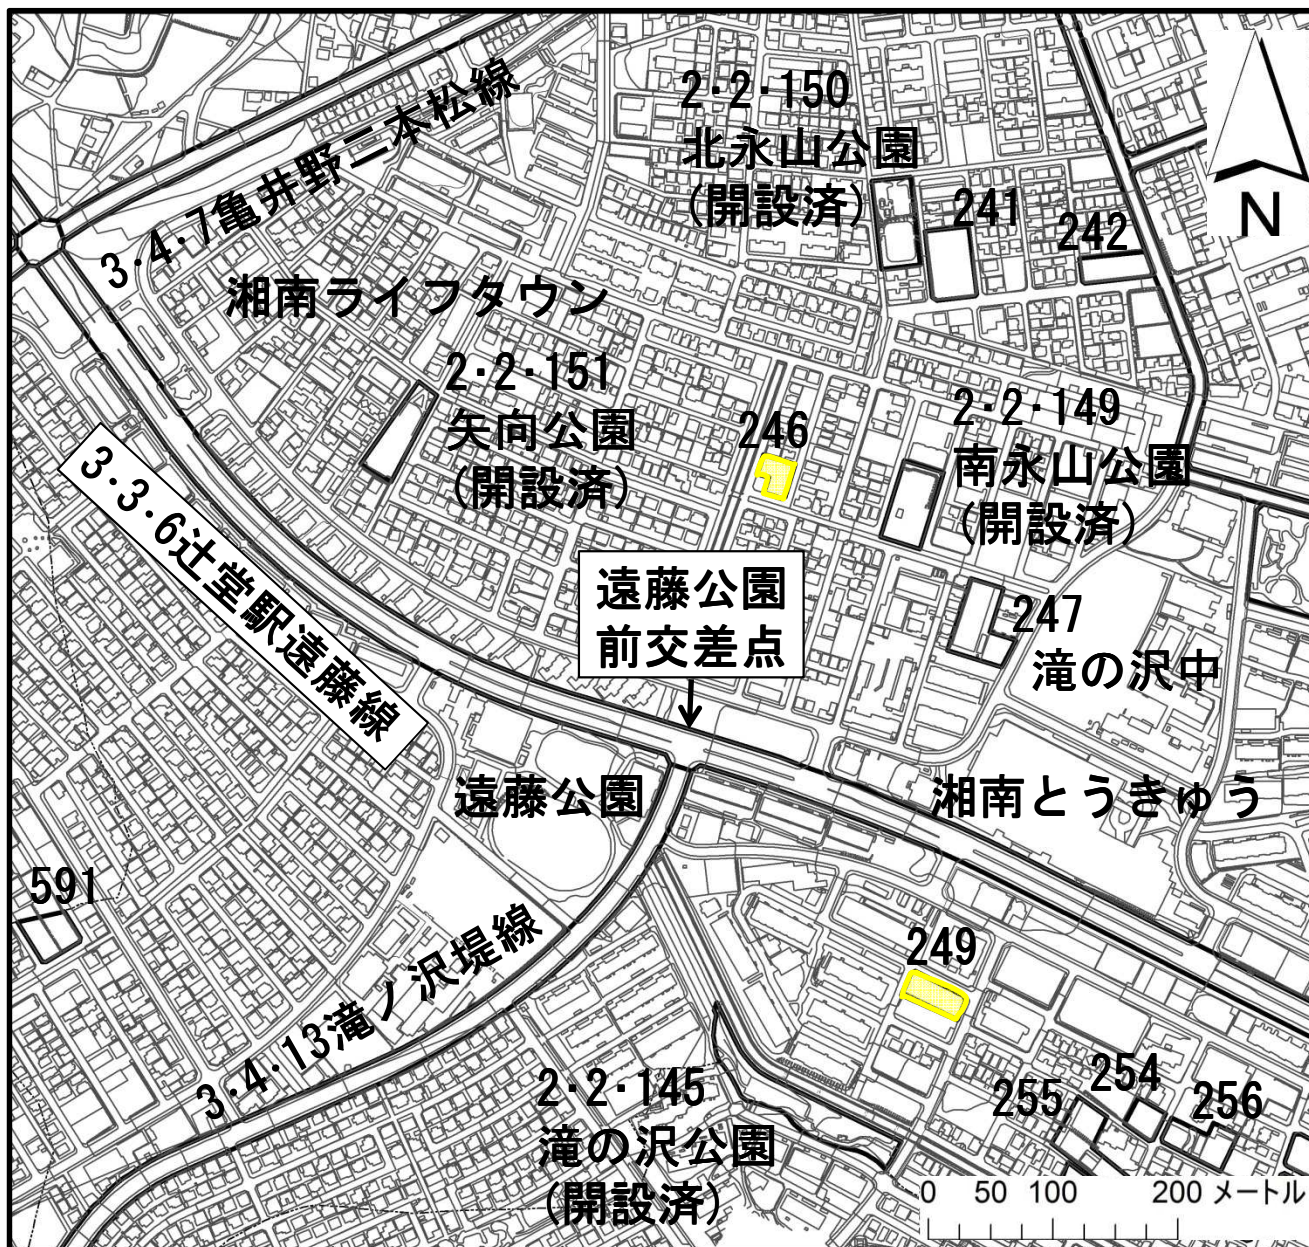 2・2・150
北永山公園
(開設済)
3・4・7亀井野二本松線
241
242
N
湘南ライフタウン
2・2・151
矢向公園
(開設済)
246
2・2・149
南永山公園
(開設済)
3・3・6辻堂駅遠藤線
遠藤公園
前交差点
247
滝の沢中
遠藤公園
湘南とうきゅう
591
249
3・4・13滝ノ沢堤線
2・2・145
滝の沢公園
(開設済)
255
254
256
0 50 100 200 メートル